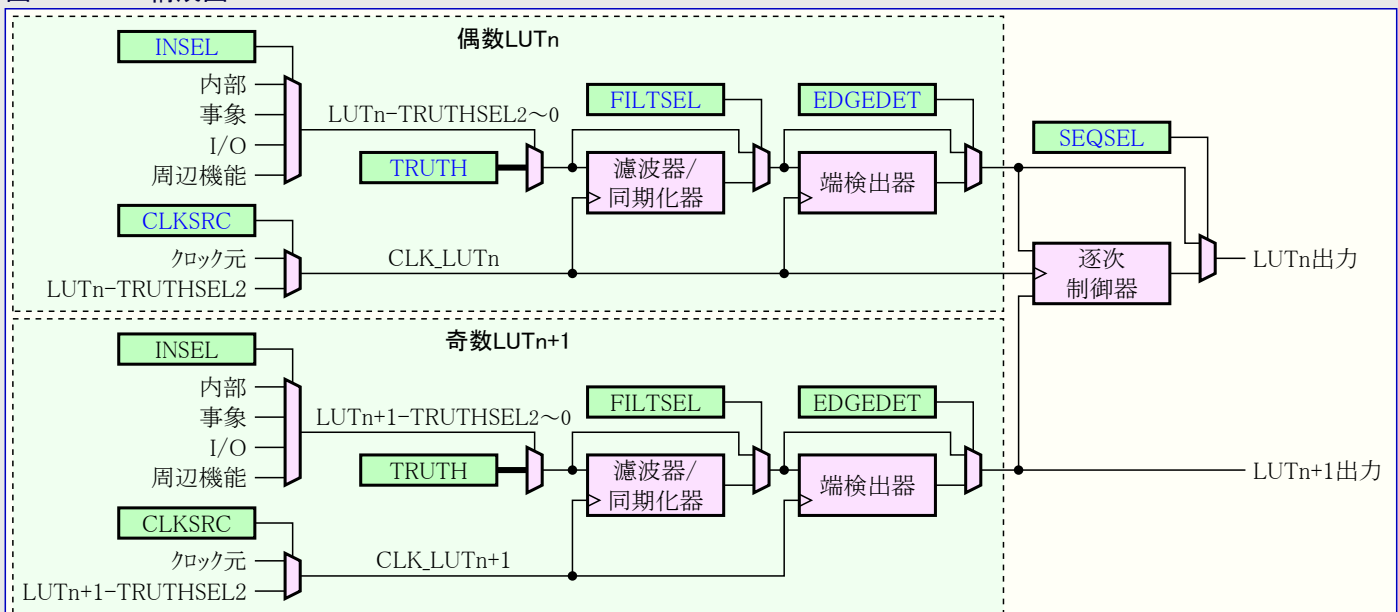 構成図
偶数LUTn
INSEL
内部
事象
I/O
周辺機能
LUTn-TRUTHSEL2～0
TRUTH
FILTSEL
濾波器/
同期化器
EDGEDET
端検出器
SEQSEL
CLKSRC
クロック元
LUTn-TRUTHSEL2
CLK_LUTn
逐次
制御器
LUTn出力
奇数LUTn+1
INSEL
内部
事象
I/O
周辺機能
LUTn+1-TRUTHSEL2～0
TRUTH
FILTSEL
濾波器/
同期化器
EDGEDET
端検出器
LUTn+1出力
CLKSRC
クロック元
LUTn+1-TRUTHSEL2
CLK_LUTn+1